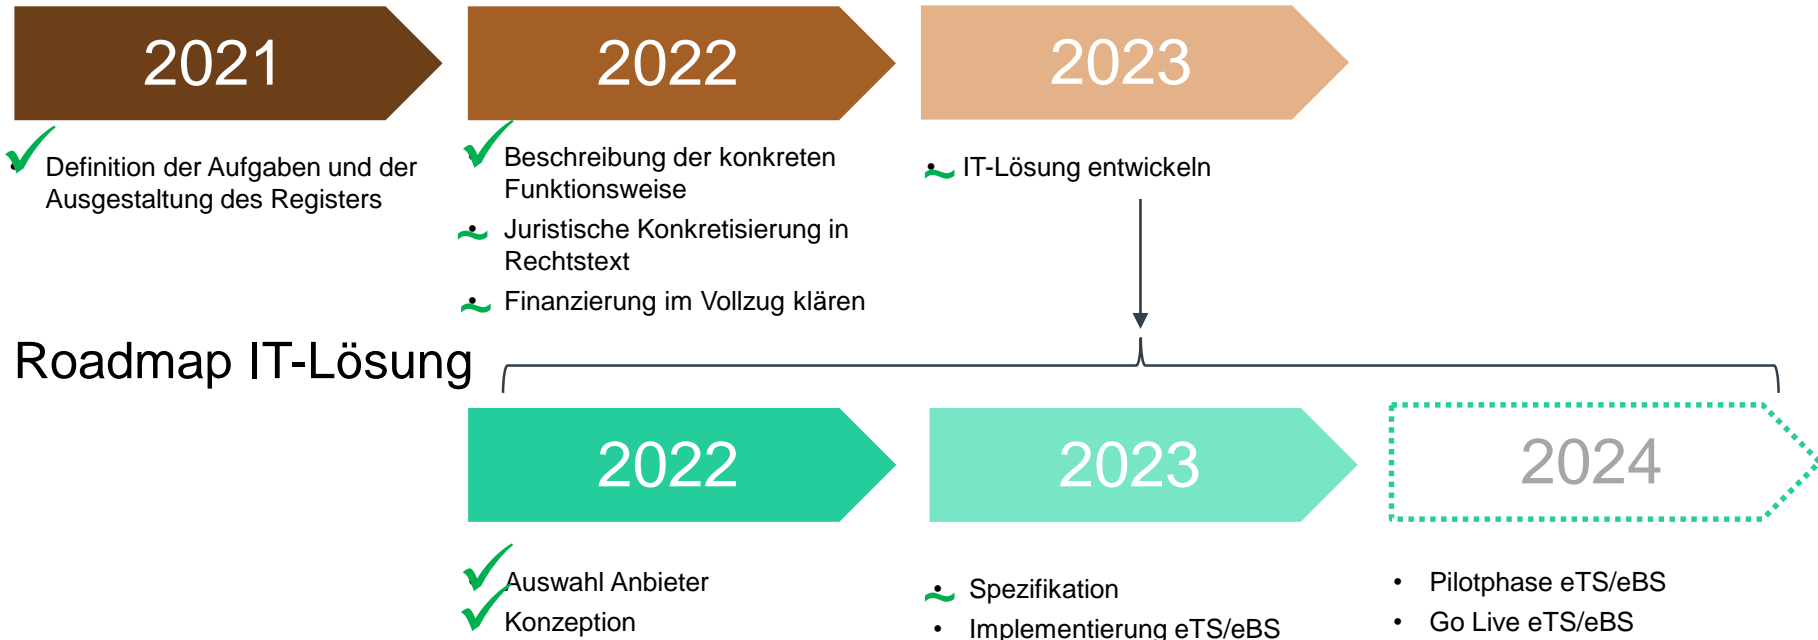 2021
2022
2023
• Definition der Aufgaben und der
Ausgestaltung des Registers
• Beschreibung der konkreten
Funktionsweise
• Juristische Konkretisierung in
Rechtstext
• Finanzierung im Vollzug klären
• IT-Lösung entwickeln
Roadmap IT-Lösung
2022
2023
2024
• Auswahl Anbieter
• Konzeption
• Spezifikation
• Implementierung eTS/eBS
• Pilotphase eTS/eBS
• Go Live eTS/eBS